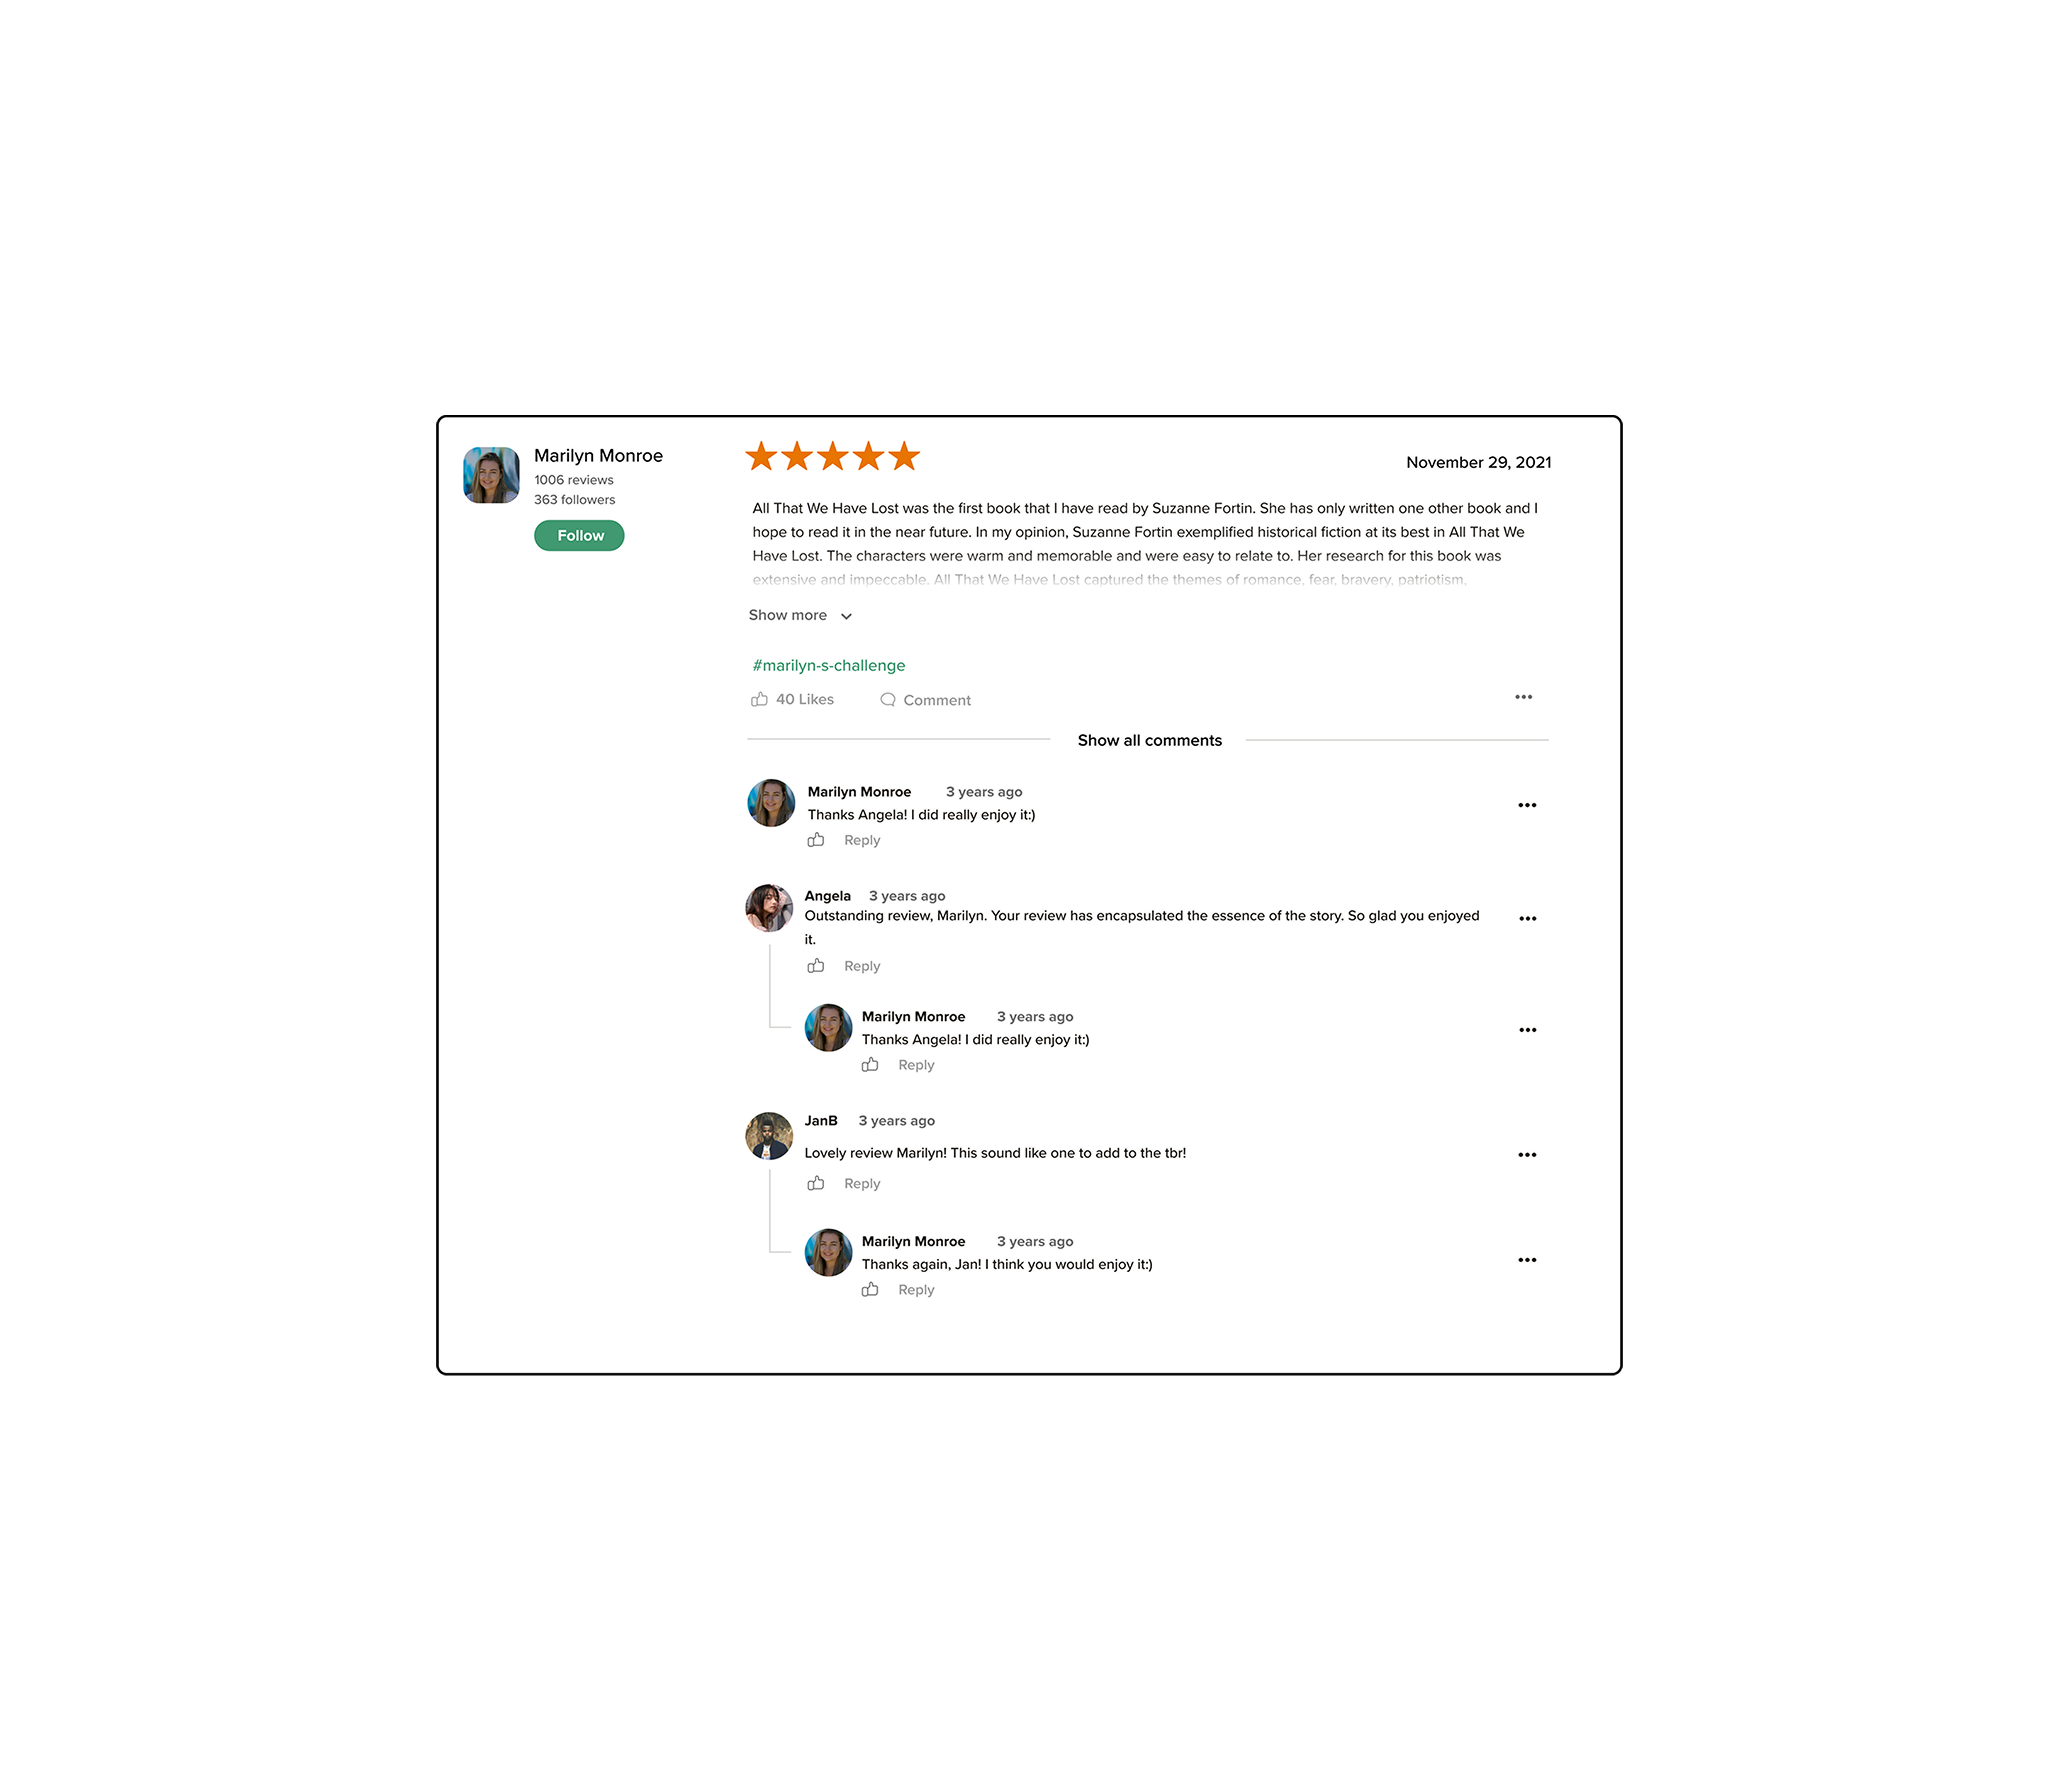 Marilyn Monroe
1006 reviews
363 followers
Follow
November 29, 2021
All That We Have Lost was the first book that I have read by Suzanne Fortin. She has only written one other book and I
hope to read it in the near future. In my opinion, Suzanne Fortin exemplified historical fiction at its best in All That We
Have Lost. The characters were warm and memorable and were easy to relate to. Her research for this book was
extensive and impeccable. All That We Have Lost captured the themes of romance, fear, bravery, patriotism,
Show more
#marilyn-s-challenge
40 Likes Comment
Show all comments
Marilyn Monroe 3 years ago
Thanks Angela! I did really enjoy it:)
Reply
Angela 3 years ago
Outstanding review, Marilyn. Your review has encapsulated the essence of the story. So glad you enjoyed
it.
Reply
Marilyn Monroe 3 years ago
Thanks Angela! I did really enjoy it:)
Reply
JanB 3 years ago
Lovely review Marilyn! This sound like one to add to the tbr!
Reply
Marilyn Monroe 3 years ago
Thanks again, Jan! I think you would enjoy it:)
Reply